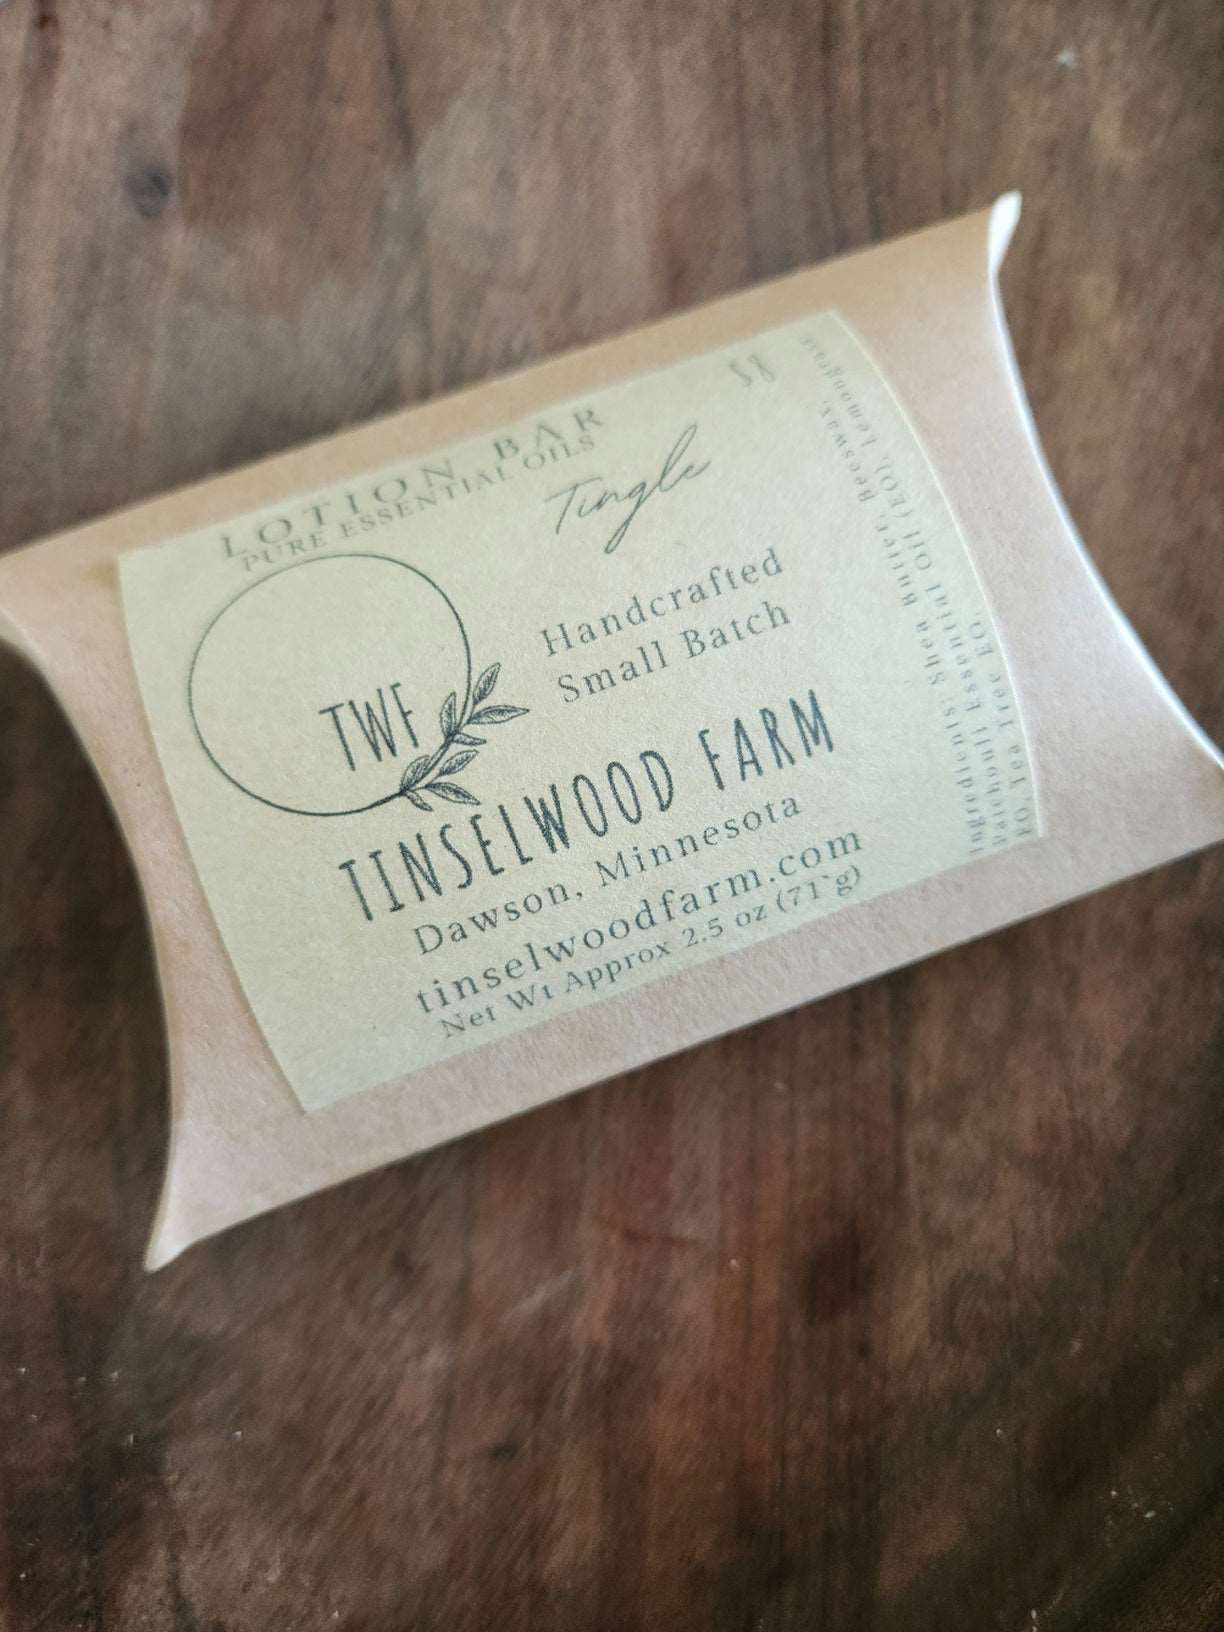 LOTION BAR
PURE ESSENTIAL OILS
Tingle
$8
TWF
Handcrafted
Small Batch
TINSELWOOD FARM
Dawson, Minnesota
tinselwoodfarm.com
Net Wt Approx 2.5 oz (71`g)
Ingredients: Shea Butter, Beeswax,
Patchouli Essential Oil (EO), Lemongrass
EO, Tea Tree EO.